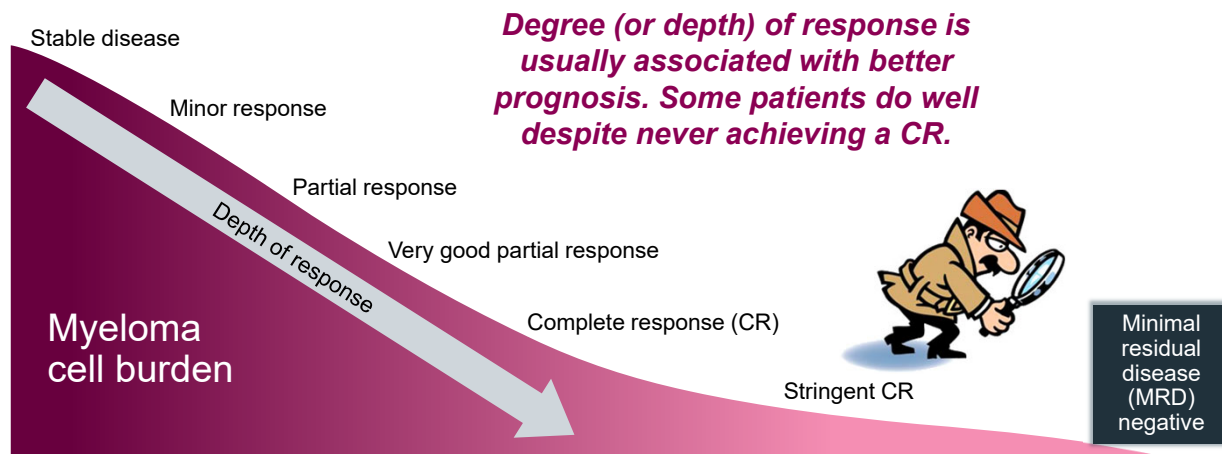 Degree (or depth) of response is
usually associated with better
prognosis. Some patients do well
despite never achieving a CR.
Stable disease
Minor response
Partial response
Very good partial response
Complete response (CR)
Stringent CR
Depth of response
Myeloma
cell burden
Minimal
residual
disease
(MRD)
negative